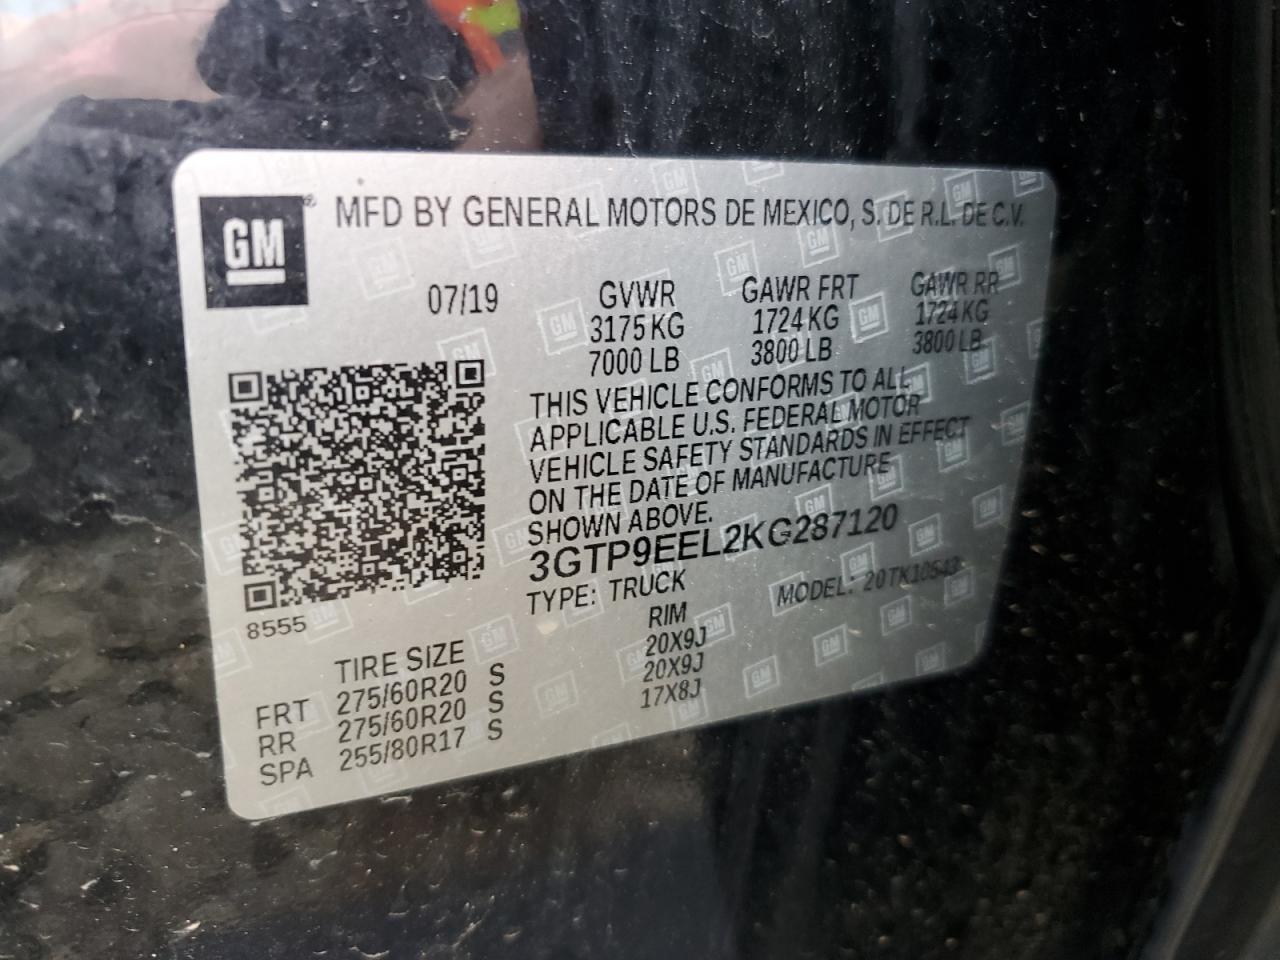 GM
MFD BY GENERAL MOTORS DE MEXICO, S. DE R.L. DE C.V.
07/19
GVWR GAWR FRT GAWR RR
3175 KG 1724 KG 1724 KG
7000 LB 3800 LB 3800 LB
THIS VEHICLE CONFORMS TO ALL
APPLICABLE U.S. FEDERAL MOTOR
VEHICLE SAFETY STANDARDS IN EFFECT
ON THE DATE OF MANUFACTURE
SHOWN ABOVE.
3GTP9EEL2KG287120
TYPE: TRUCK MODEL: 20TK10543
8555
TIRE SIZE RIM
FRT 275/60R20 S 20X9J
RR 275/60R20 S 20X9J
SPA 255/80R17 S 17X8J